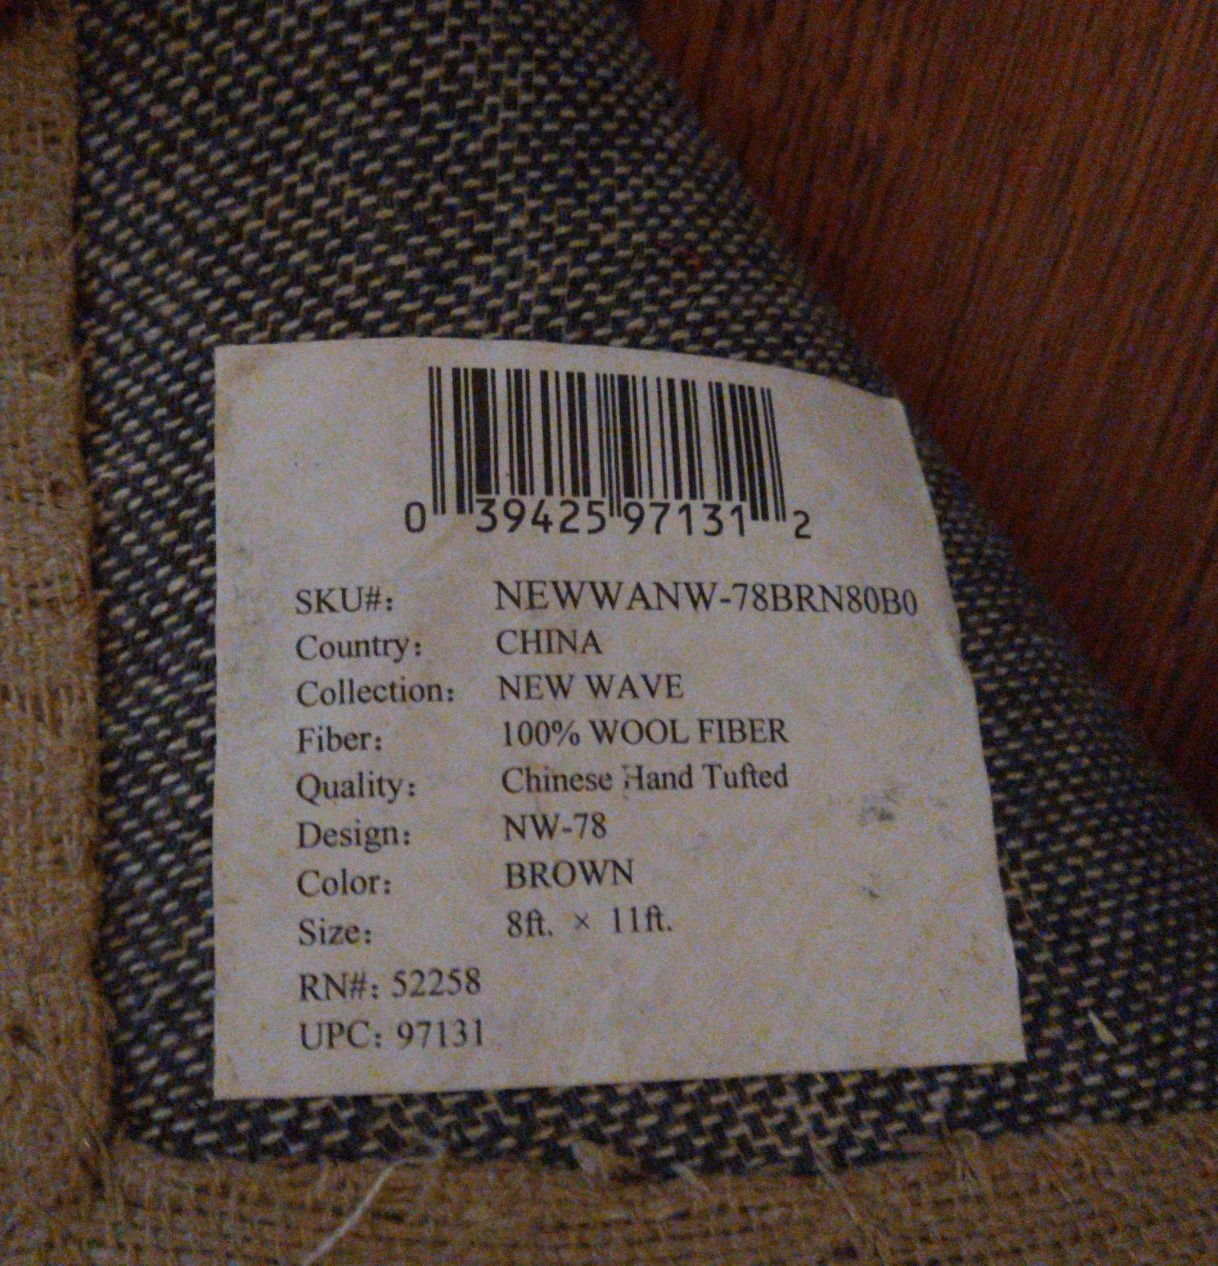 0 39425 97131 2
SKU#: NEWWANW-78BRN80B0
Country: CHINA
Collection: NEW WAVE
Fiber: 100% WOOL FIBER
Quality: Chinese Hand Tufted
Design: NW-78
Color: BROWN
Size: 8ft. × 11ft.
RN#: 52258
UPC: 97131